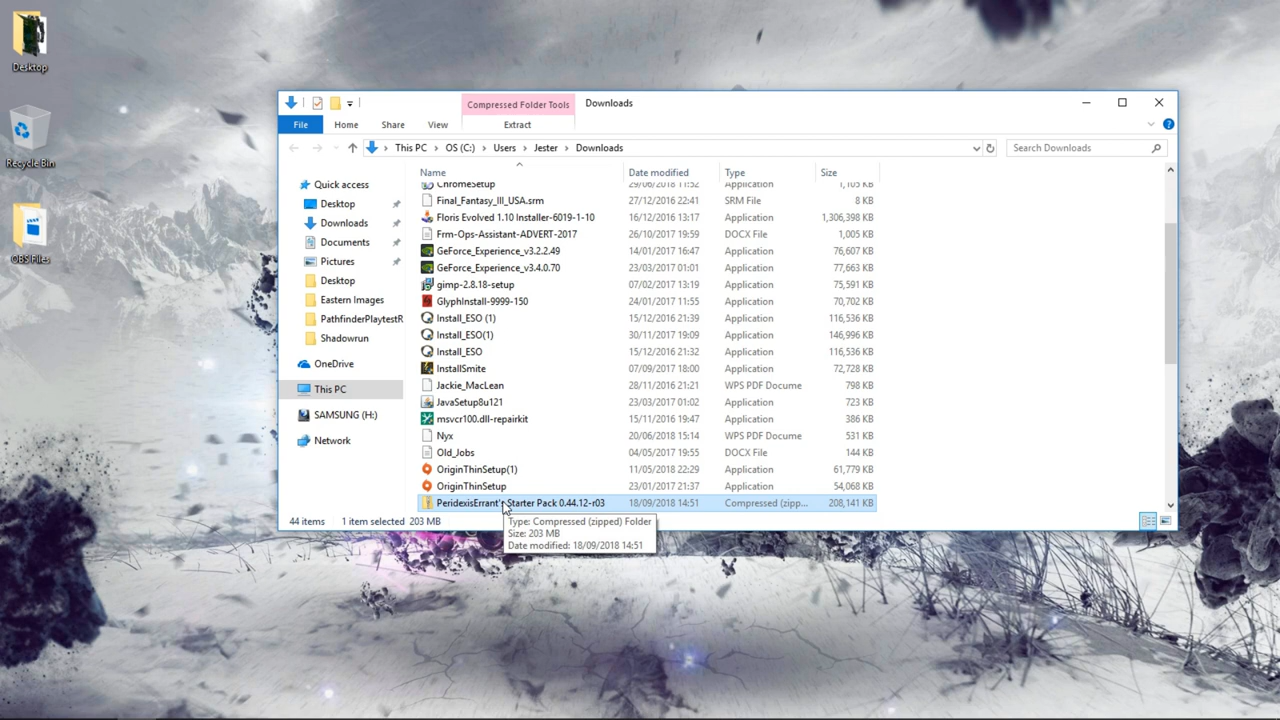 Desktop
Recycle Bin
OBS Files
Compressed Folder Tools
Downloads
File
Home
Share
View
Extract
This PC
OS (C:)
Users
Jester
Downloads
Search Downloads
Name
Date modified
Type
Size
Quick access
Desktop
Downloads
Documents
Pictures
Desktop
Eastern Images
PathfinderPlaytestR
Shadowrun
OneDrive
This PC
SAMSUNG (H:)
Network
ChromeSetup 29/06/2018 11:52 Application 1,105 KB
Final_Fantasy_III_USA.srm 27/12/2016 22:41 SRM File 8 KB
Floris Evolved 1.10 Installer-6019-1-10 16/12/2016 13:17 Application 1,306,398 KB
Frm-Ops-Assistant-ADVERT-2017 26/10/2017 19:59 DOCX File 1,005 KB
GeForce_Experience_v3.2.2.49 14/01/2017 16:47 Application 76,607 KB
GeForce_Experience_v3.4.0.70 23/03/2017 01:01 Application 77,663 KB
gimp-2.8.18-setup 07/02/2017 13:19 Application 75,591 KB
GlyphInstall-9999-150 24/01/2017 11:55 Application 70,702 KB
Install_ESO (1) 15/12/2016 21:39 Application 116,536 KB
Install_ESO(1) 30/11/2017 19:09 Application 146,996 KB
Install_ESO 15/12/2016 21:32 Application 116,536 KB
InstallSmite 07/09/2017 18:00 Application 72,728 KB
Jackie_MacLean 28/11/2016 21:21 WPS PDF Docume 798 KB
JavaSetup8u121 23/03/2017 01:02 Application 723 KB
msvcr100.dll-repairkit 15/11/2016 19:47 Application 386 KB
Nyx 20/06/2018 15:14 WPS PDF Docume 531 KB
Old_Jobs 04/05/2017 19:55 DOCX File 144 KB
OriginThinSetup(1) 11/05/2018 22:29 Application 61,779 KB
OriginThinSetup 23/01/2017 21:37 Application 54,068 KB
PeridexisErrant's Starter Pack 0.44.12-r03 18/09/2018 14:51 Compressed (zipp... 208,141 KB
44 items 1 item selected 203 MB
Type: Compressed (zipped) Folder
Size: 203 MB
Date modified: 18/09/2018 14:51